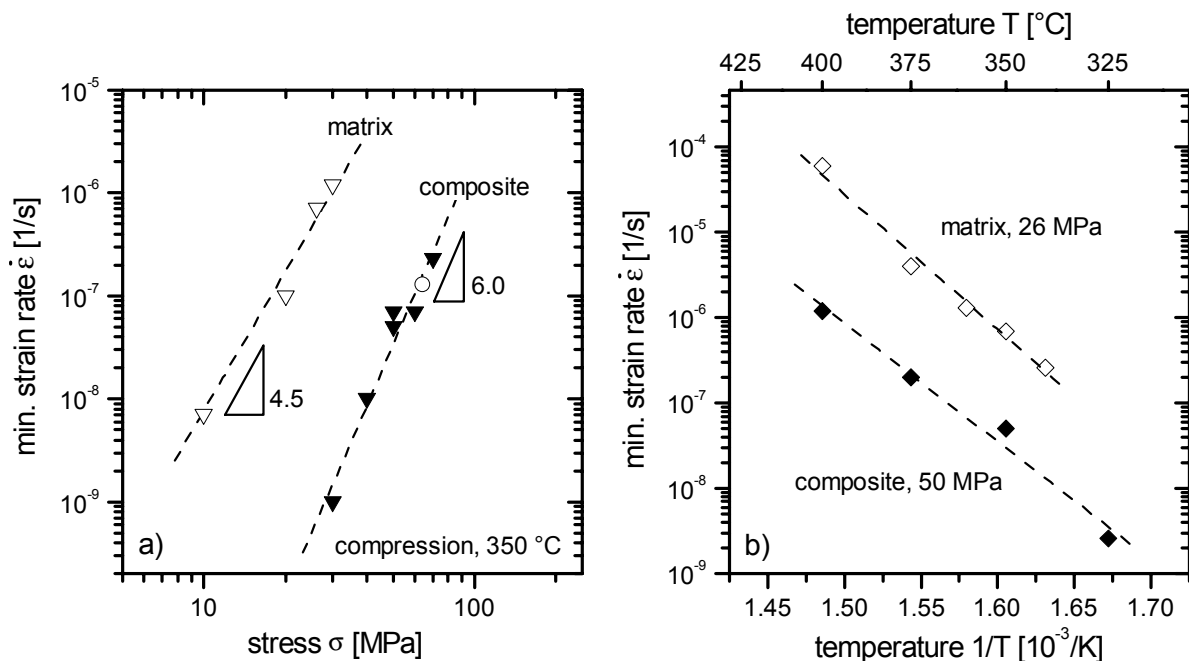 10^-5
10^-6
10^-7
10^-8
10^-9
min. strain rate ε̇ [1/s]
matrix
composite
6.0
4.5
a)
compression, 350 °C
10
100
stress σ [MPa]
temperature T [°C]
425 400 375 350 325
10^-4
10^-5
10^-6
10^-7
10^-8
10^-9
min. strain rate ε̇ [1/s]
matrix, 26 MPa
composite, 50 MPa
b)
1.45 1.50 1.55 1.60 1.65 1.70
temperature 1/T [10^-3/K]